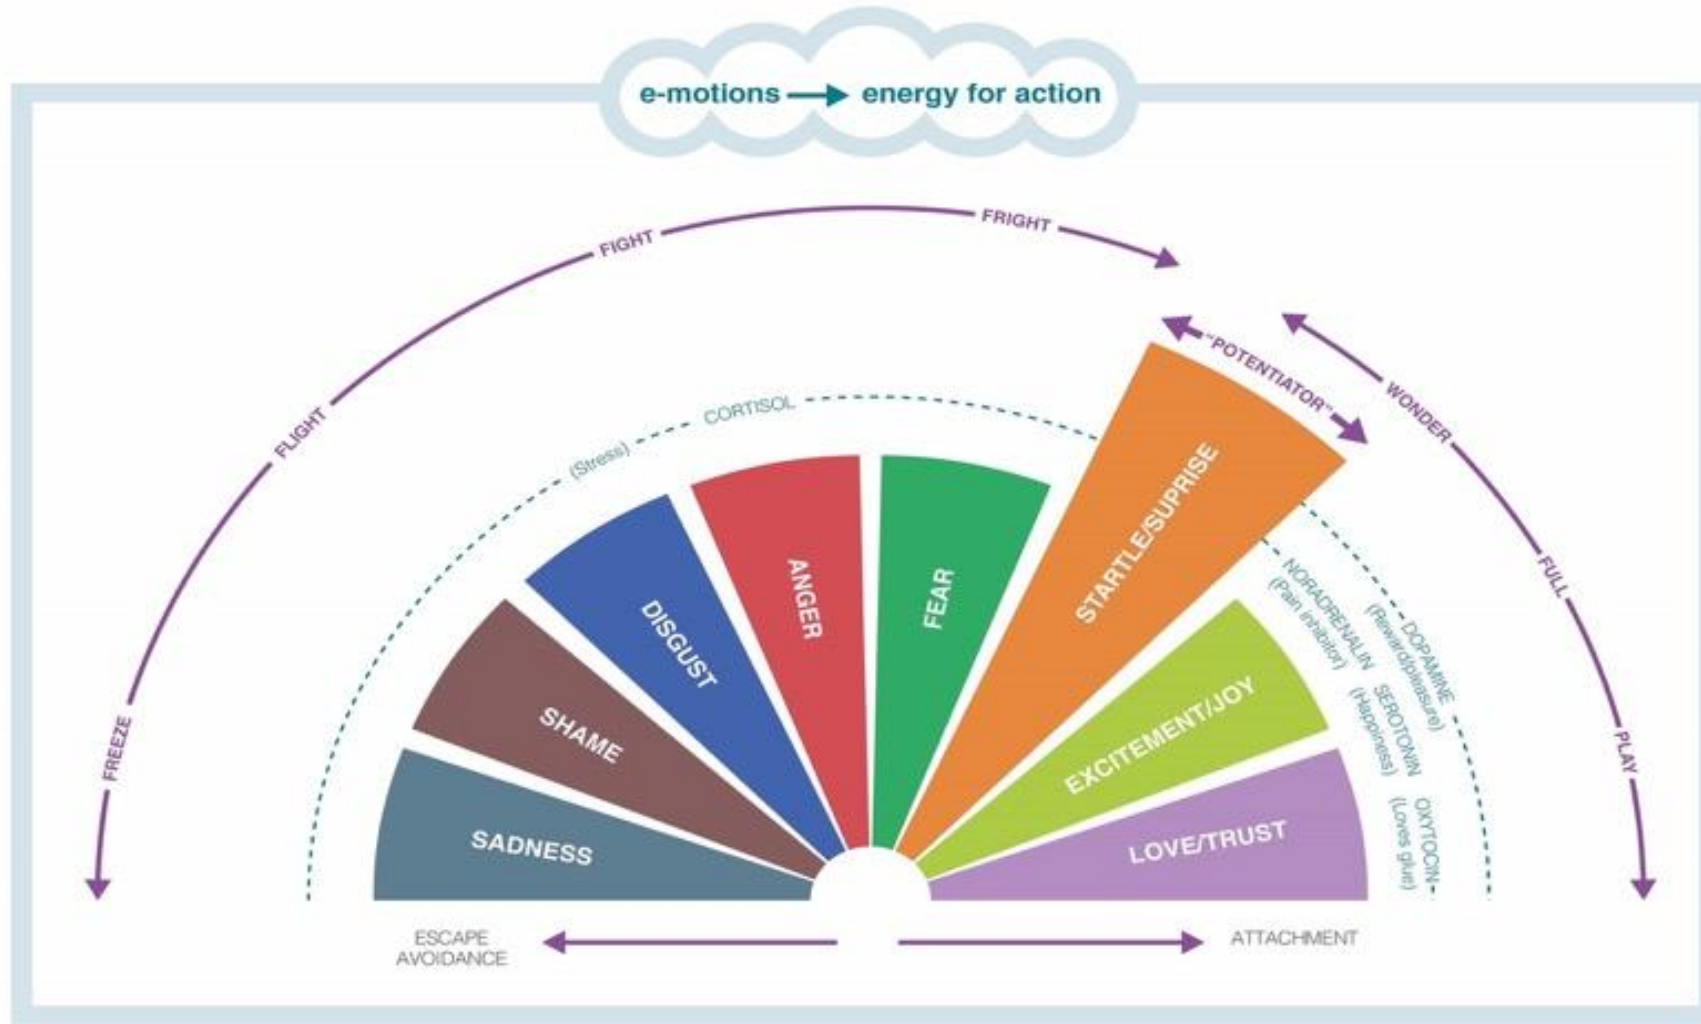 e-motions → energy for action
FREEZE
FLIGHT
FIGHT
FRIGHT
"POTENTIATOR"
WONDER
FULL
PLAY
(Stress)
CORTISOL
NORADRENALIN
(Pain inhibitor)
DOPAMINE
(Reward/pleasure)
SEROTONIN
(Happiness)
OXYTOCIN
(Loves glue)
SADNESS
SHAME
DISGUST
ANGER
FEAR
STARTLE/SUPRISE
EXCITEMENT/JOY
LOVE/TRUST
ESCAPE
AVOIDANCE
ATTACHMENT